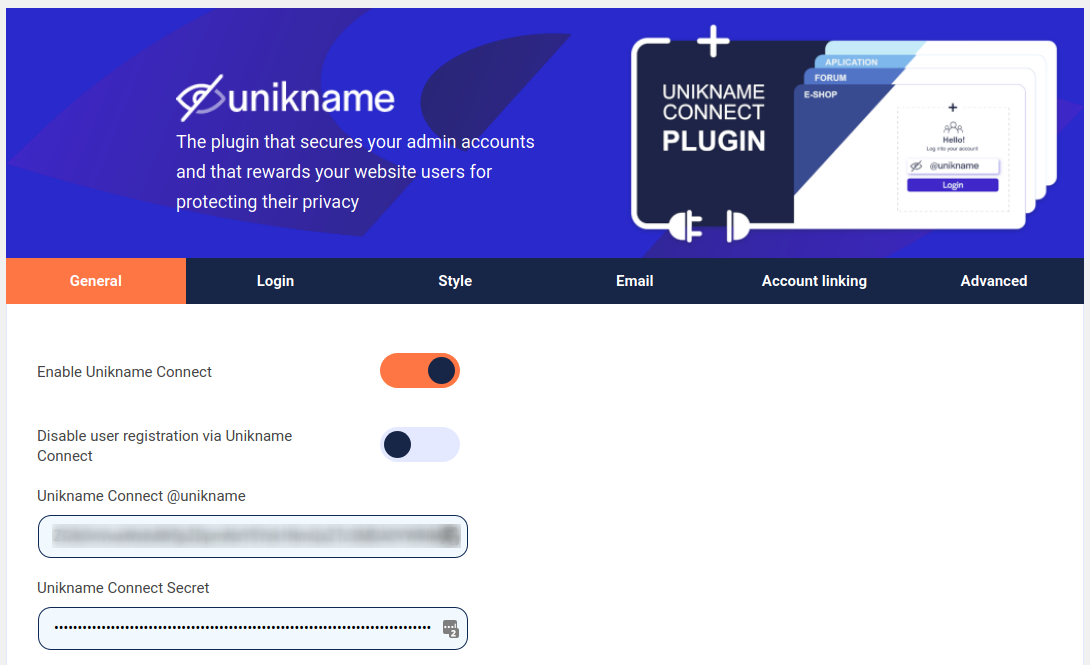 unikname
The plugin that secures your admin accounts
and that rewards your website users for
protecting their privacy
UNIKNAME
CONNECT
PLUGIN
APLICATION
FORUM
E-SHOP
Hello!
Log into your account
@unikname
Login
General
Login
Style
Email
Account linking
Advanced
Enable Unikname Connect
Disable user registration via Unikname
Connect
Unikname Connect @unikname
Unikname Connect Secret
2